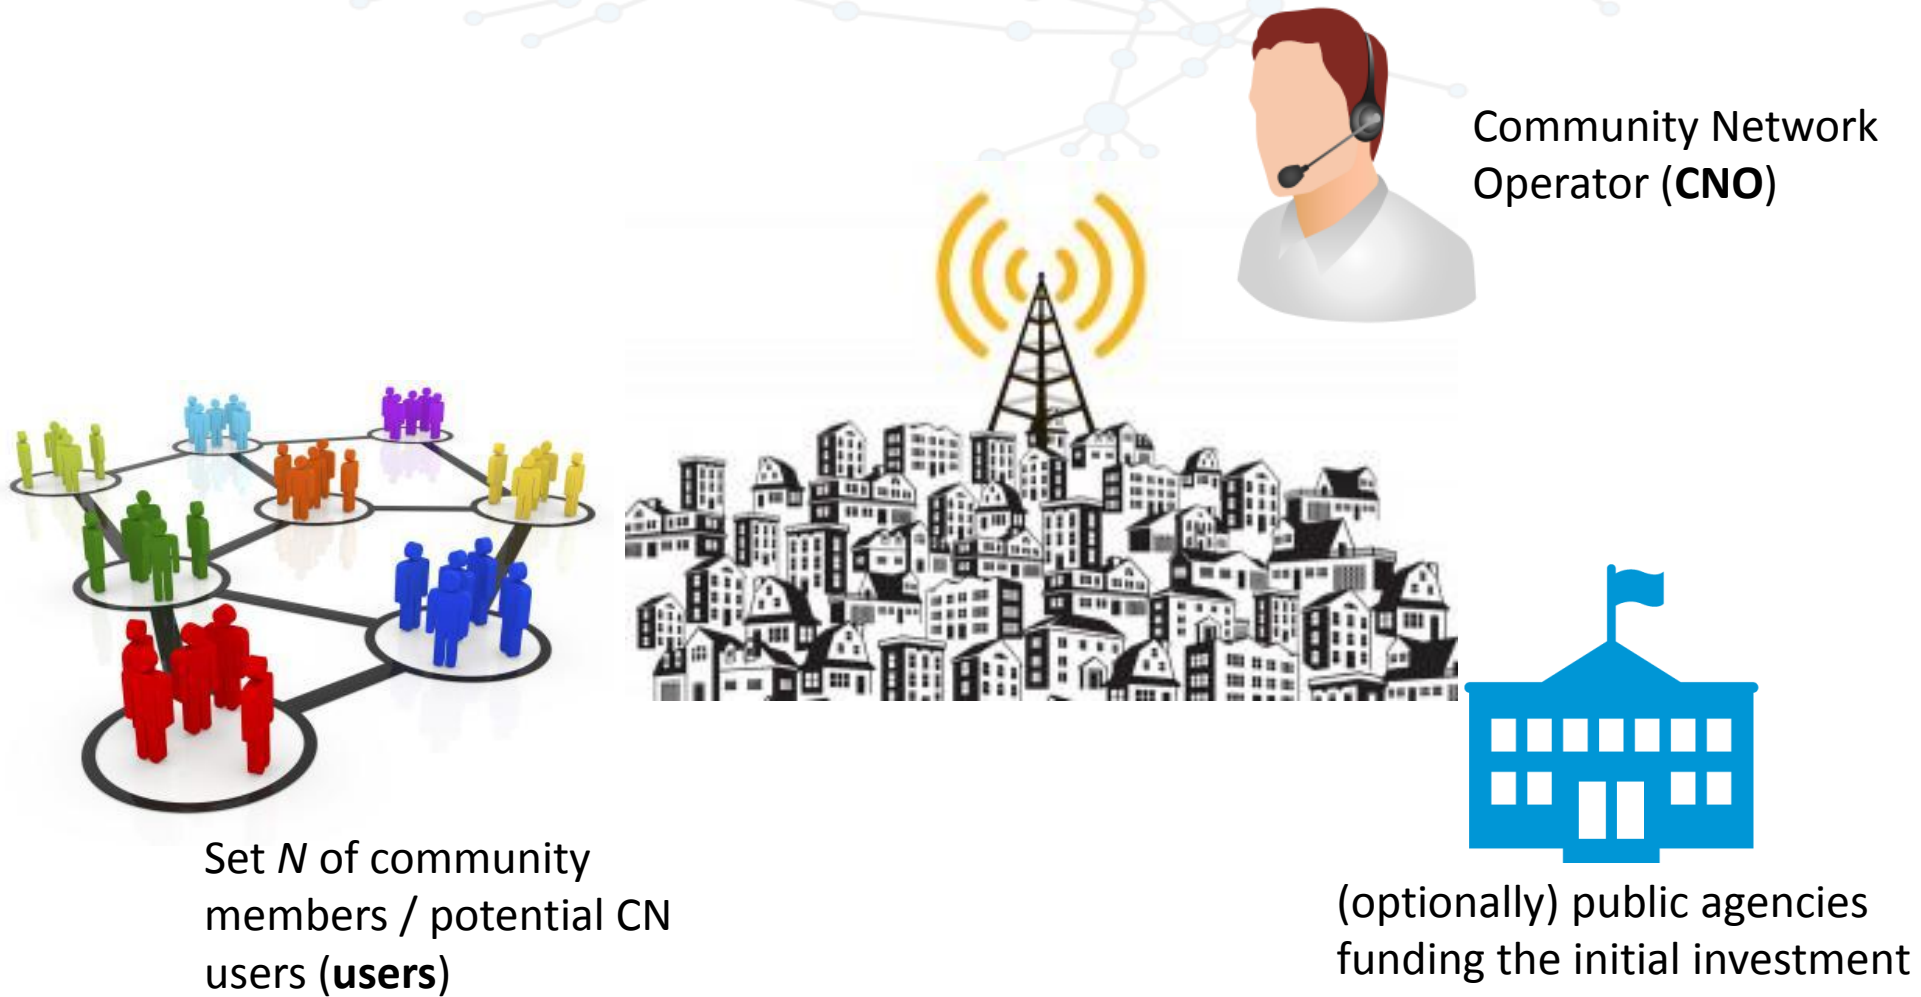 Community Network
Operator (CNO)
Set N of community
members / potential CN
users (users)
(optionally) public agencies
funding the initial investment